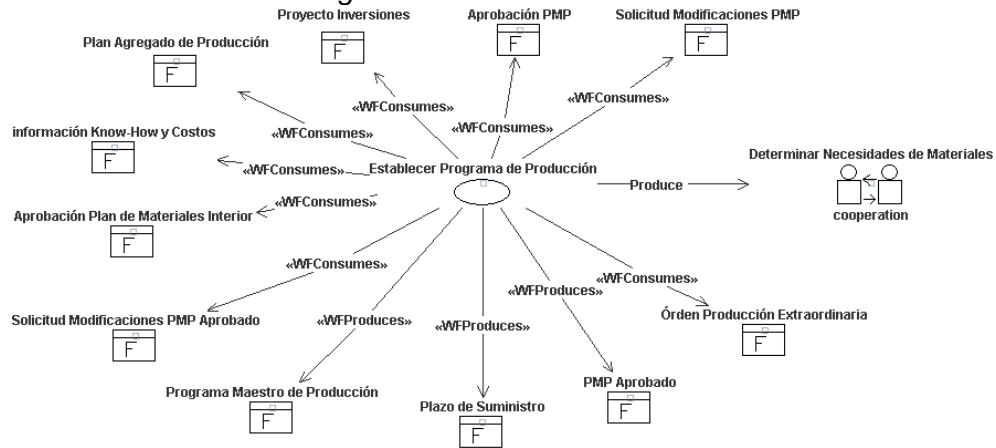 Proyecto Inversiones
Aprobación PMP
Solicitud Modificaciones PMP
F
F
F
Plan Agregado de Producción
F
«WFConsumes»
«WFConsumes»
«WFConsumes»
«WFConsumes»
información Know-How y Costos
F
«WFConsumes»
Establecer Programa de Producción
Determinar Necesidades de Materiales
Produce
cooperation
«WFConsumes»
Aprobación Plan de Materiales Interior
F
«WFConsumes»
«WFConsumes»
«WFProduces»
Solicitud Modificaciones PMP Aprobado
F
«WFProduces»
«WFProduces»
Órden Producción Extraordinaria
F
Programa Maestro de Producción
F
Plazo de Suministro
F
PMP Aprobado
F